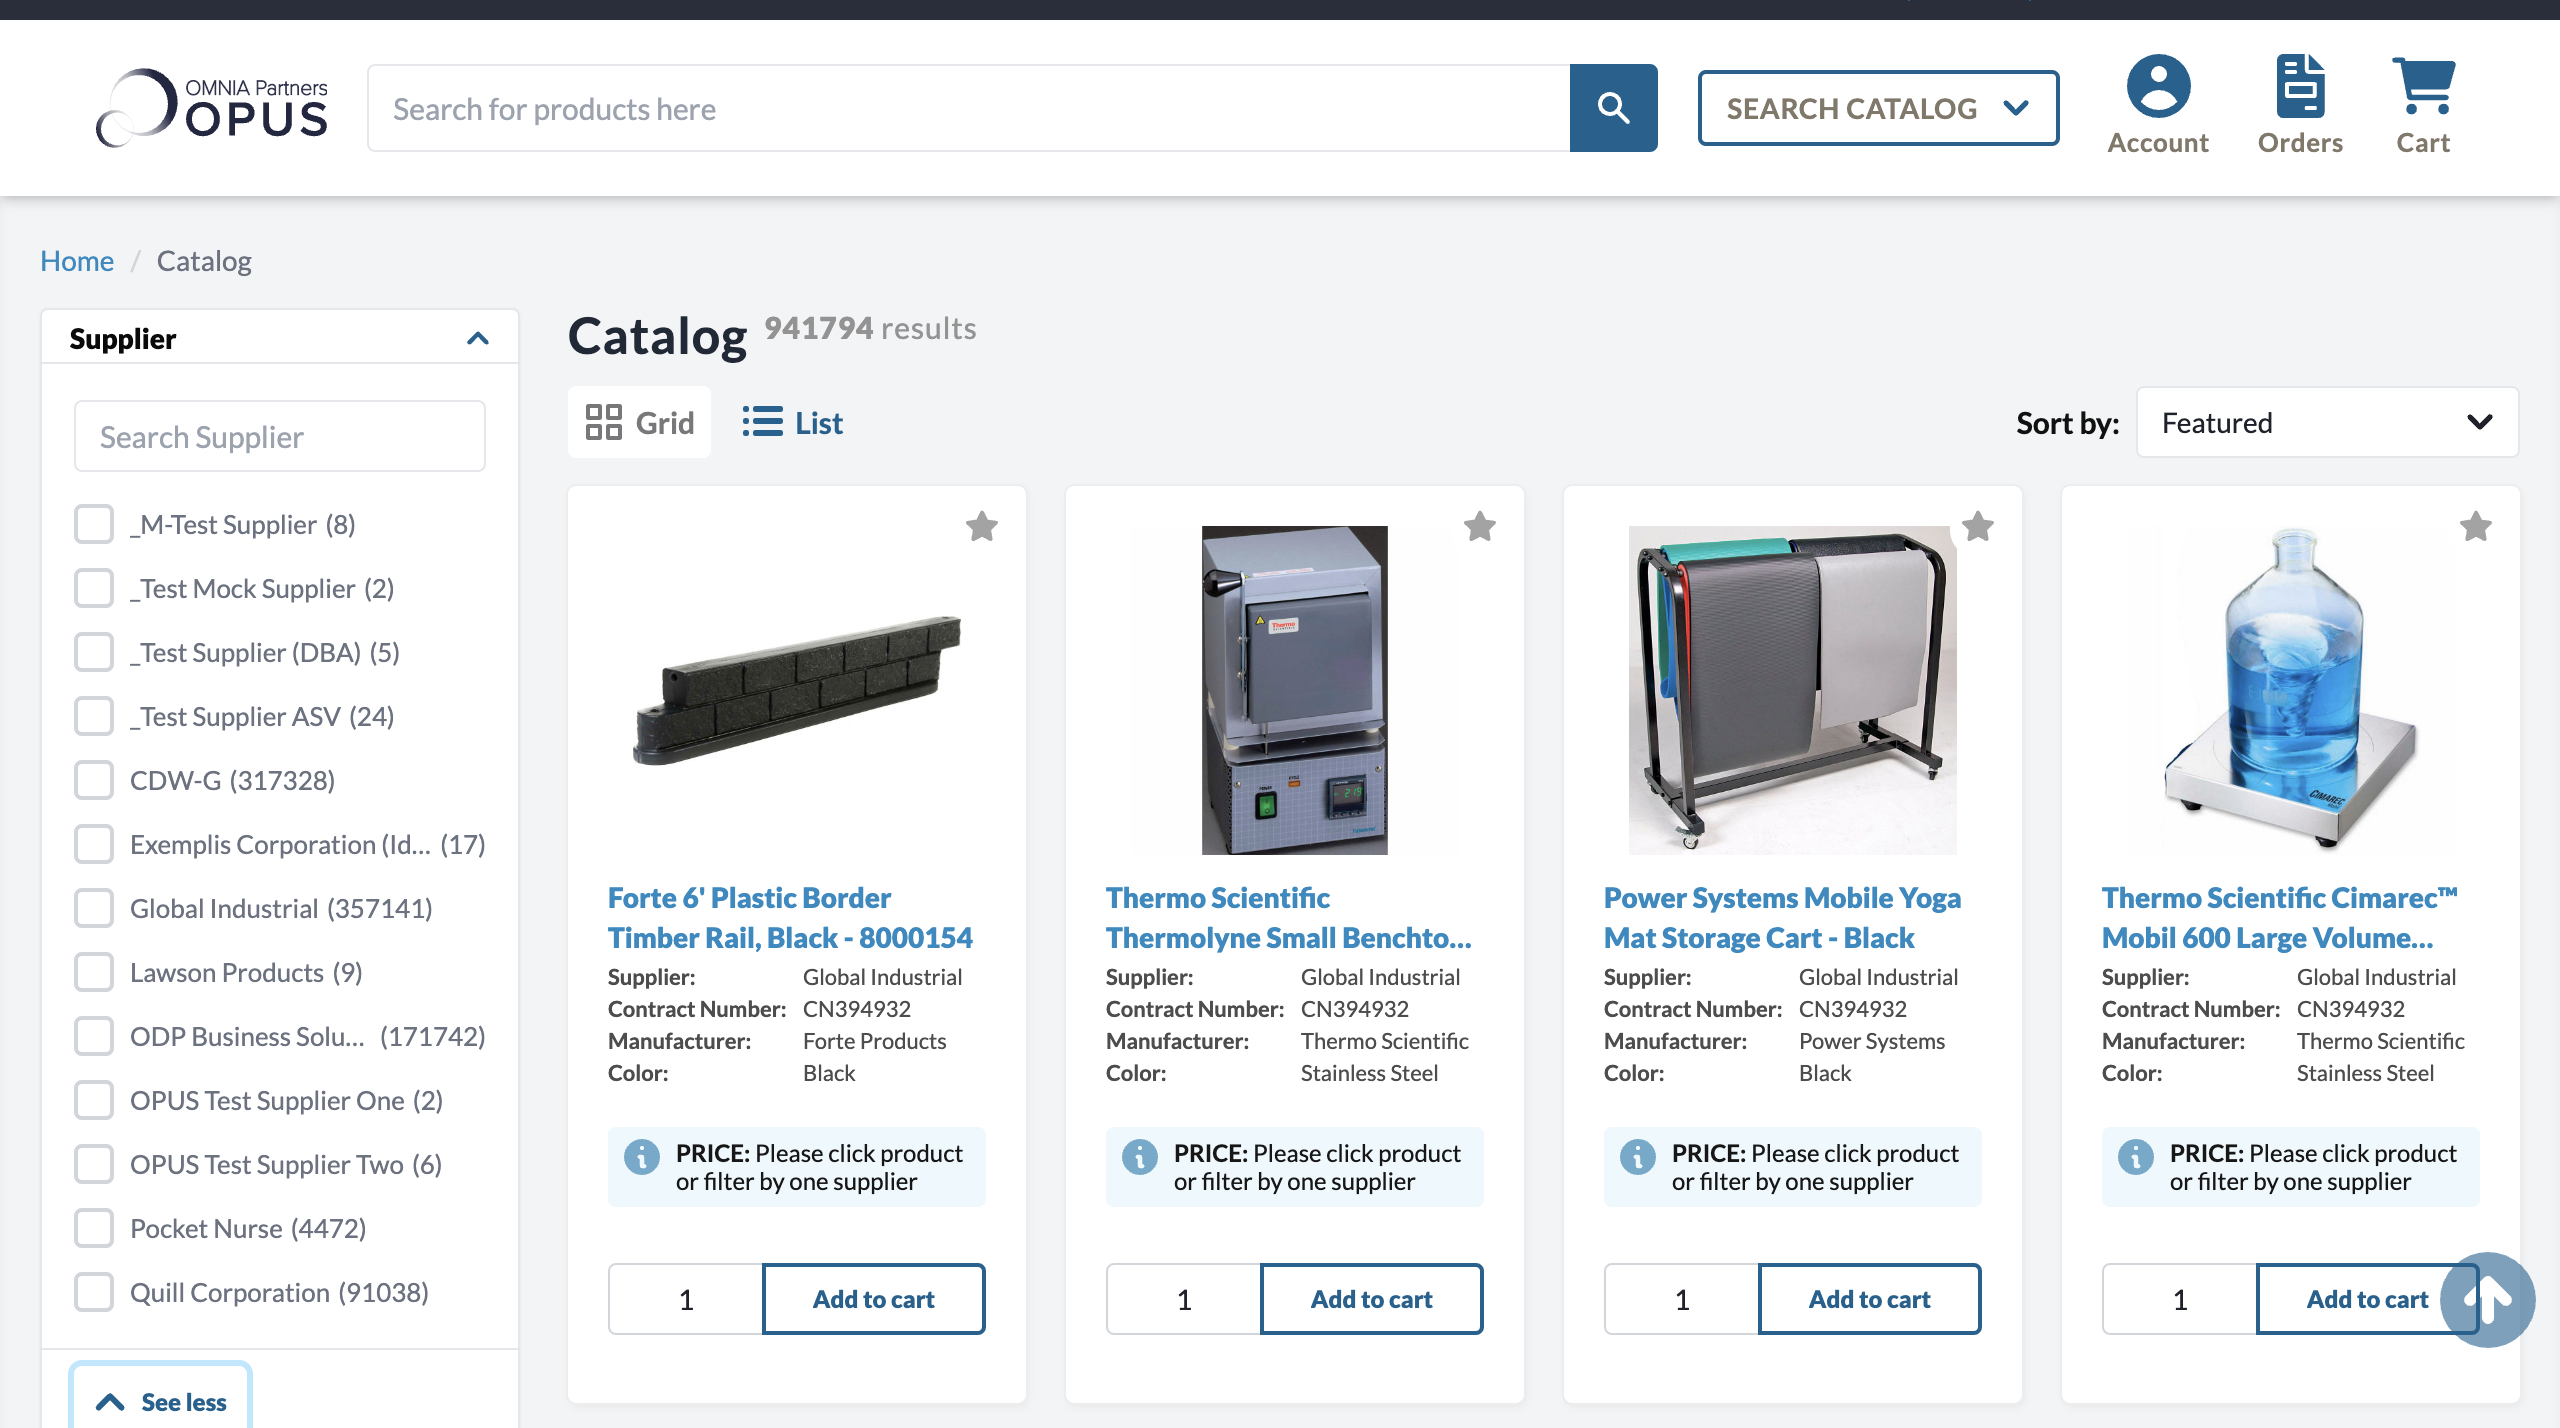 OMNIA Partners
OPUS
Search for products here
SEARCH CATALOG
Account
Orders
Cart
Home / Catalog
Supplier
Search Supplier
_M-Test Supplier (8)
_Test Mock Supplier (2)
_Test Supplier (DBA) (5)
_Test Supplier ASV (24)
CDW-G (317328)
Exemplis Corporation (Id... (17)
Global Industrial (357141)
Lawson Products (9)
ODP Business Solu... (171742)
OPUS Test Supplier One (2)
OPUS Test Supplier Two (6)
Pocket Nurse (4472)
Quill Corporation (91038)
See less
Catalog 941794 results
Grid
List
Sort by:
Featured
Forte 6' Plastic Border
Timber Rail, Black - 8000154
Supplier: Global Industrial
Contract Number: CN394932
Manufacturer: Forte Products
Color: Black
PRICE: Please click product
or filter by one supplier
1
Add to cart
Thermo
Thermo Scientific
Thermolyne Small Benchto...
Supplier: Global Industrial
Contract Number: CN394932
Manufacturer: Thermo Scientific
Color: Stainless Steel
PRICE: Please click product
or filter by one supplier
1
Add to cart
Power Systems Mobile Yoga
Mat Storage Cart - Black
Supplier: Global Industrial
Contract Number: CN394932
Manufacturer: Power Systems
Color: Black
PRICE: Please click product
or filter by one supplier
1
Add to cart
CIMAREC
Thermo Scientific Cimarec™
Mobil 600 Large Volume...
Supplier: Global Industrial
Contract Number: CN394932
Manufacturer: Thermo Scientific
Color: Stainless Steel
PRICE: Please click product
or filter by one supplier
1
Add to cart